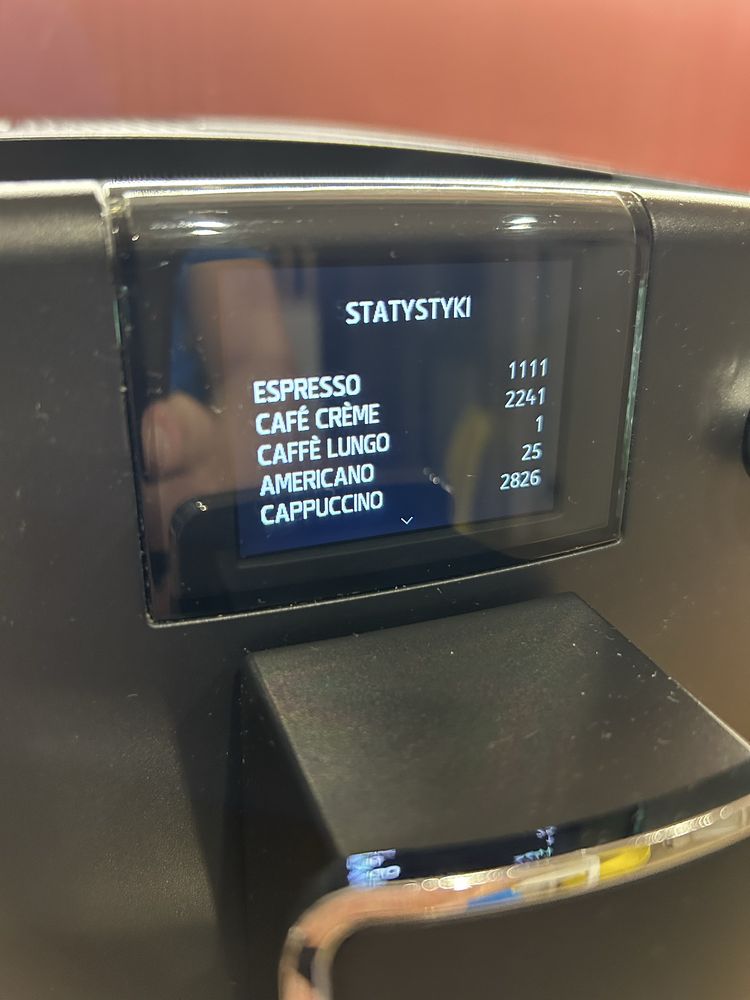 STATYSTYKI
ESPRESSO 1111
CAFÉ CRÈME 2241
CAFFÈ LUNGO 1
AMERICANO 25
CAPPUCCINO 2826